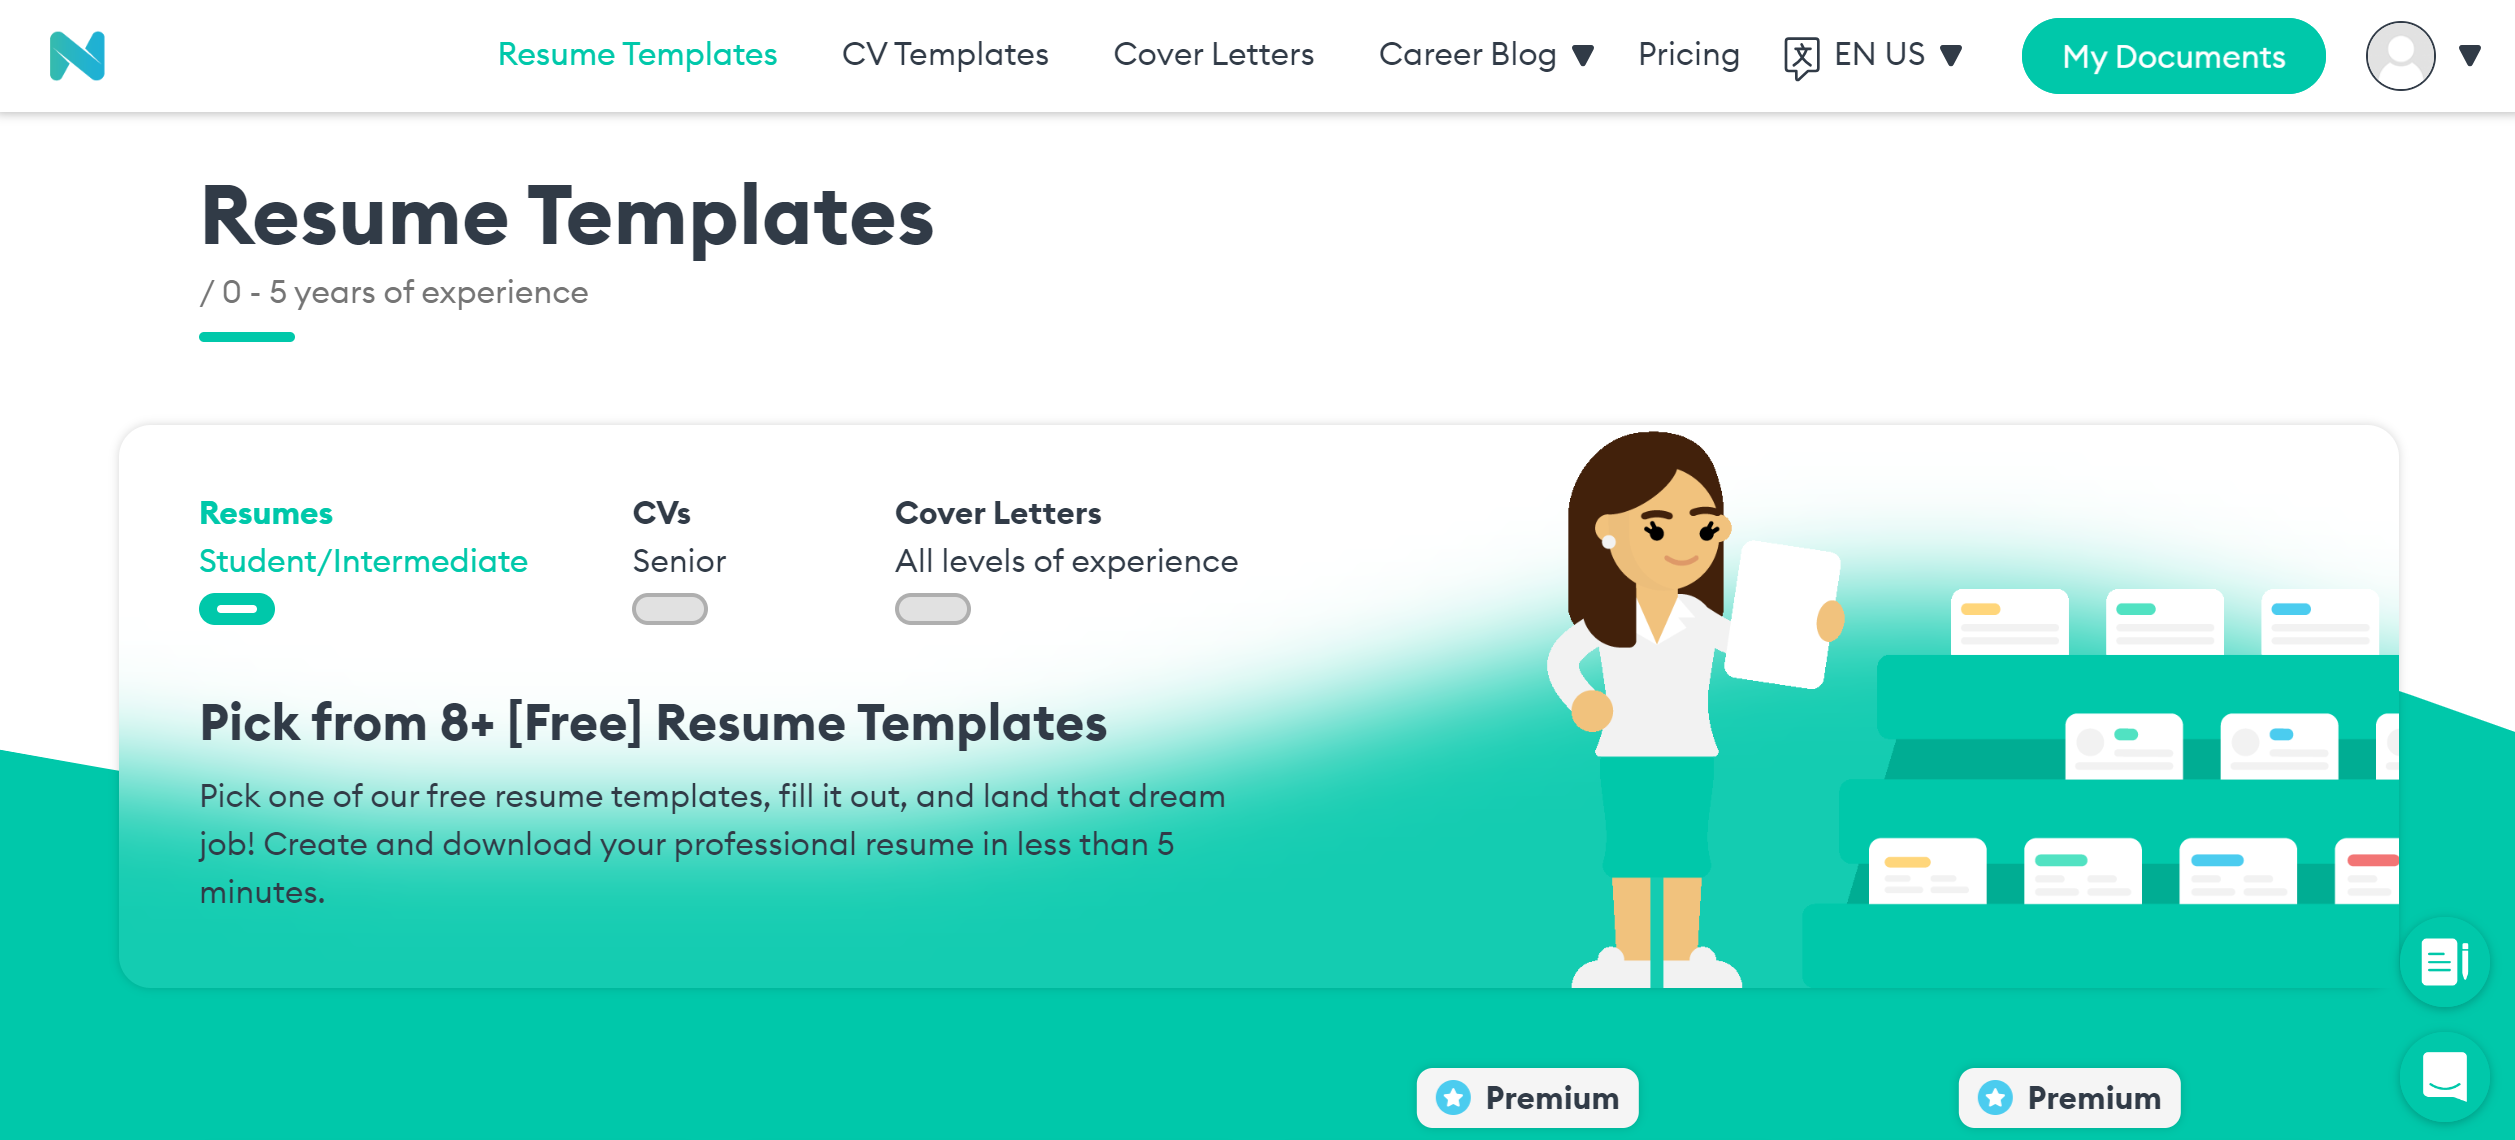 Resume Templates
CV Templates
Cover Letters
Career Blog
Pricing
EN US
My Documents
Resume Templates
/ 0 - 5 years of experience
Resumes
Student/Intermediate
CVs
Senior
Cover Letters
All levels of experience
Pick from 8+ [Free] Resume Templates
Pick one of our free resume templates, fill it out, and land that dream
job! Create and download your professional resume in less than 5
minutes.
Premium
Premium